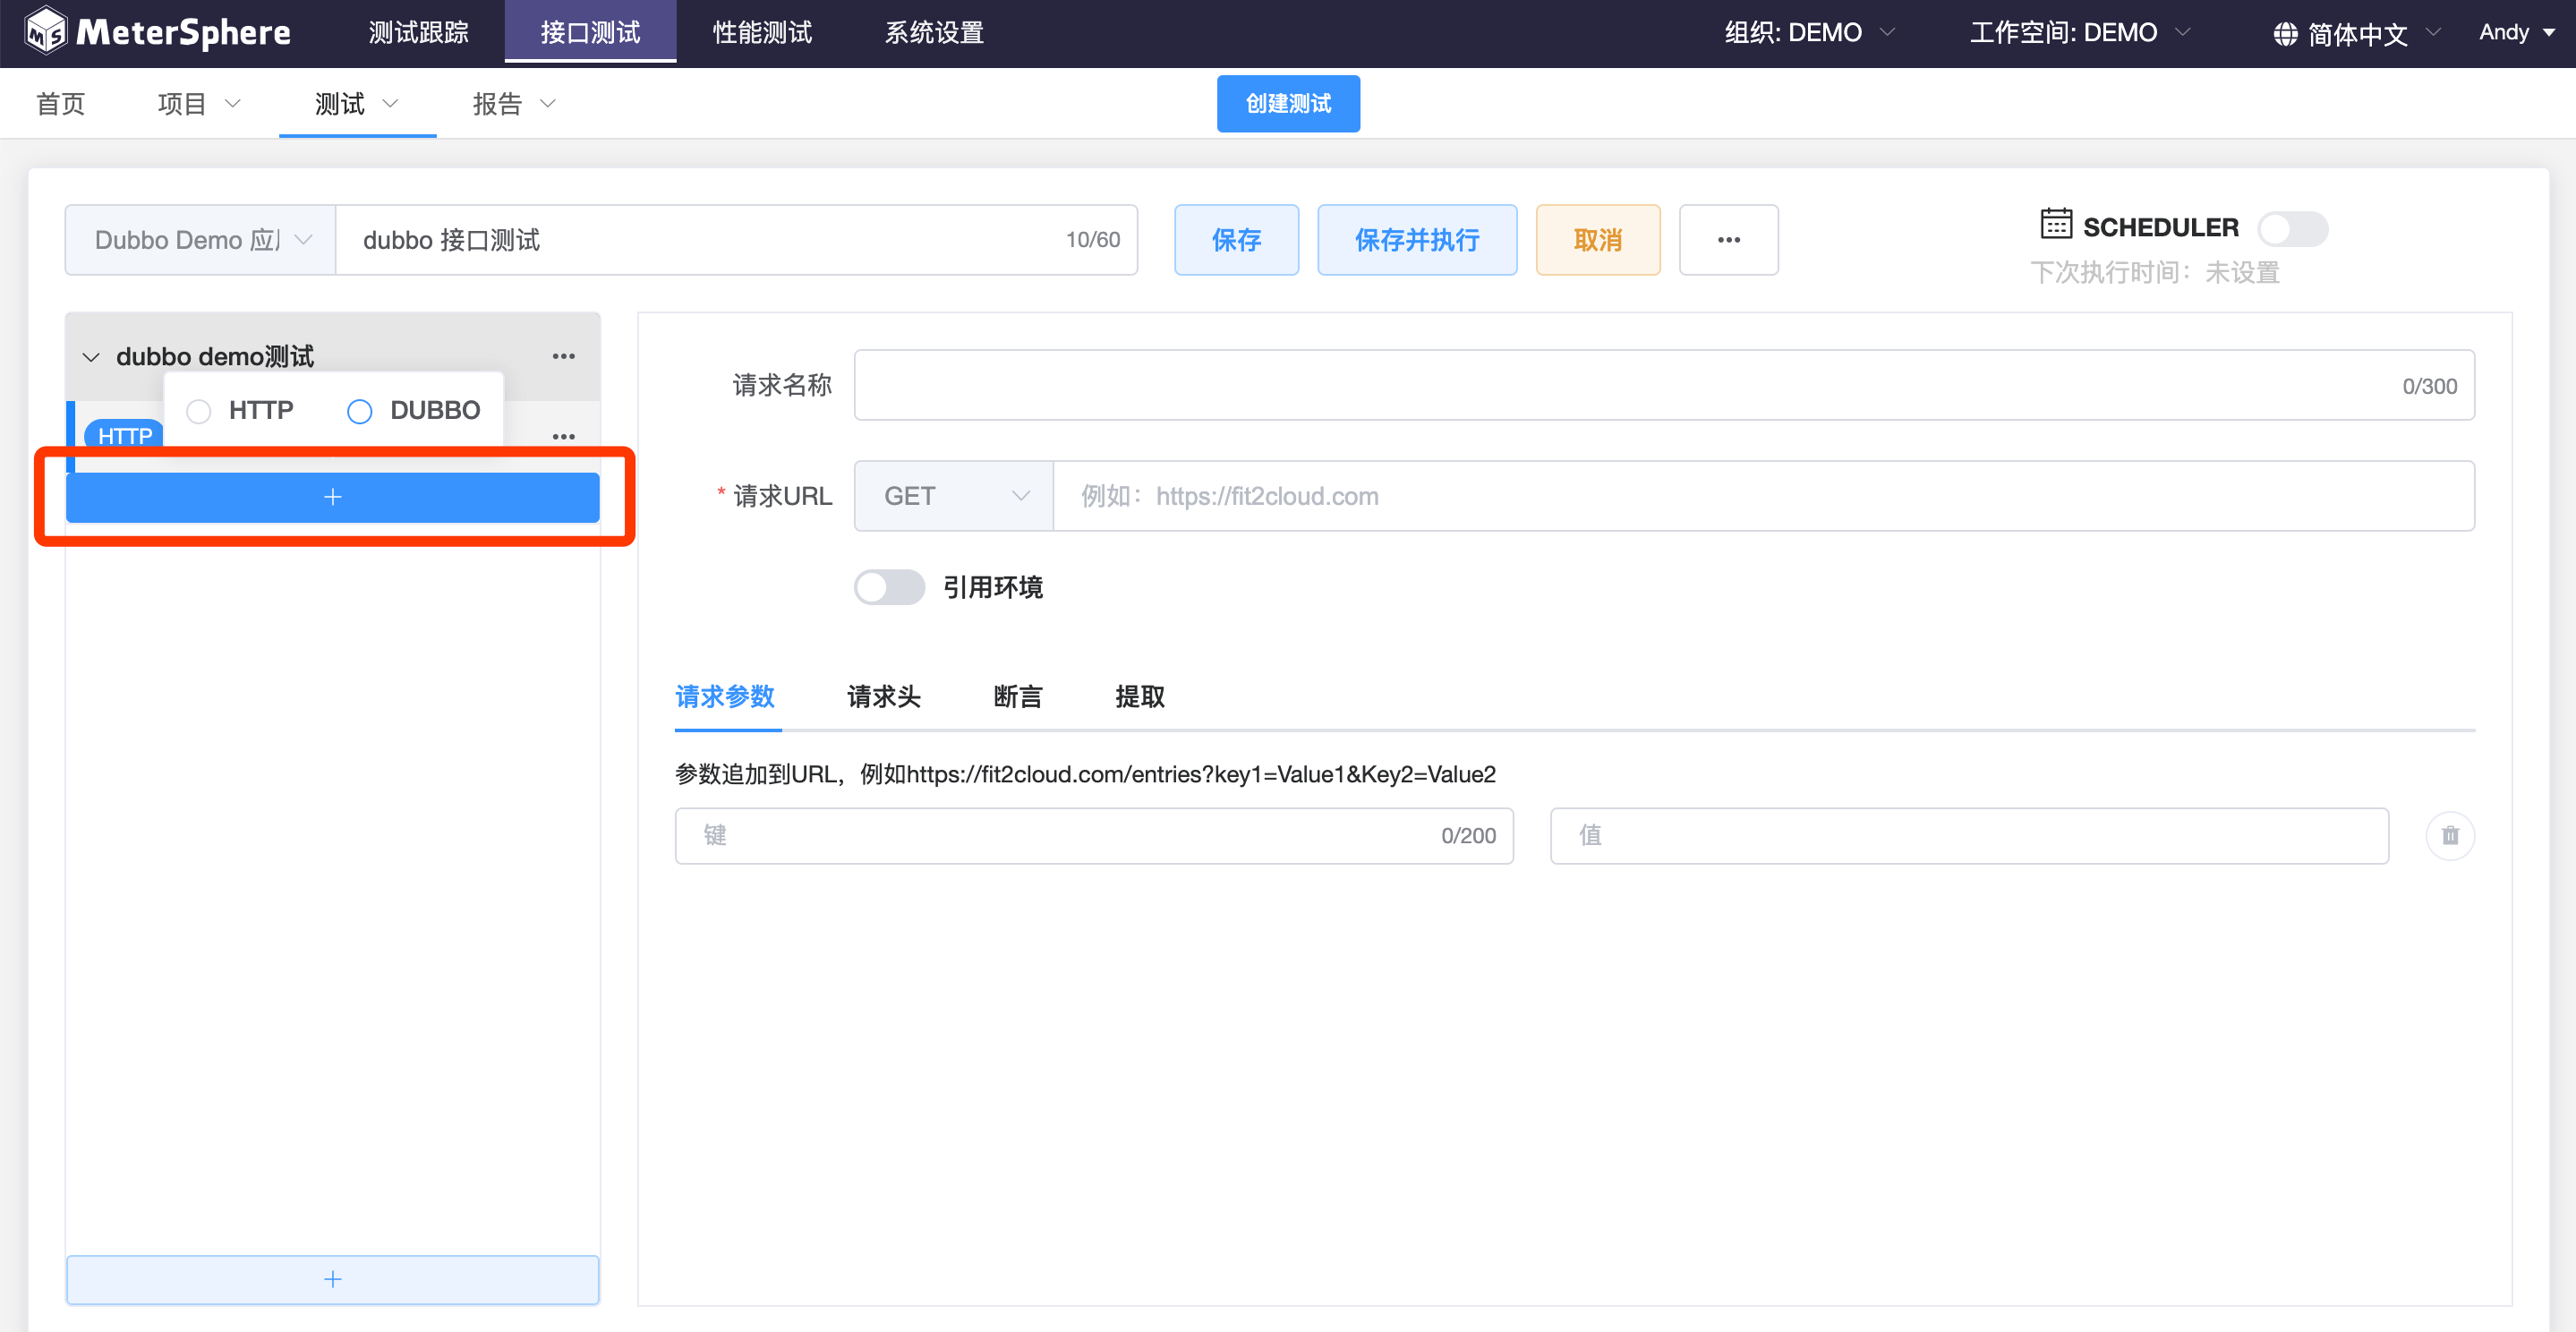 MeterSphere 测试跟踪 接口测试 性能测试 系统设置 组织: DEMO 工作空间: DEMO 简体中文 Andy
首页 项目 测试 报告 创建测试
Dubbo Demo 应 dubbo 接口测试 10/60 保存 保存并执行 取消 ••• SCHEDULER
下次执行时间：未设置
dubbo demo测试 •••
请求名称 0/300
HTTP DUBBO
HTTP •••
+
* 请求URL GET 例如：https://fit2cloud.com
引用环境
请求参数 请求头 断言 提取
参数追加到URL，例如https://fit2cloud.com/entries?key1=Value1&Key2=Value2
键 0/200 值
+